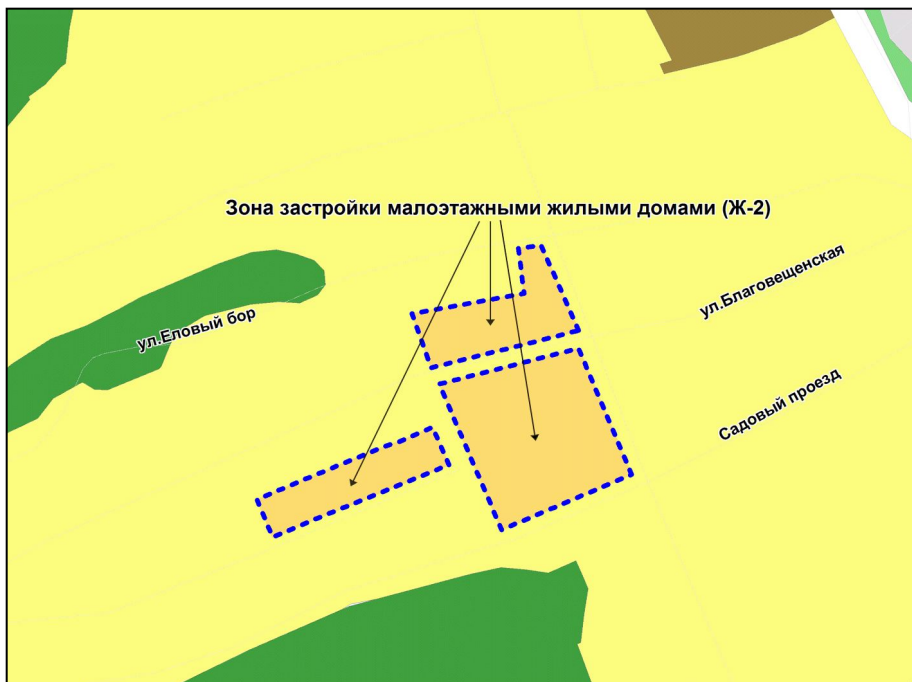 Зона застройки малоэтажными жилыми домами (Ж-2)
ул.Благовещенская
ул.Еловый бор
Садовый проезд